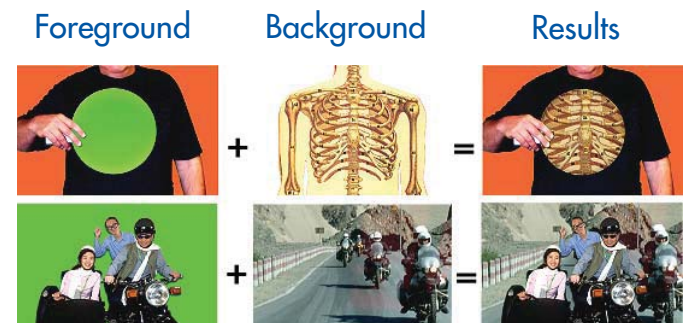 Foreground Background Results
+ =
+ =